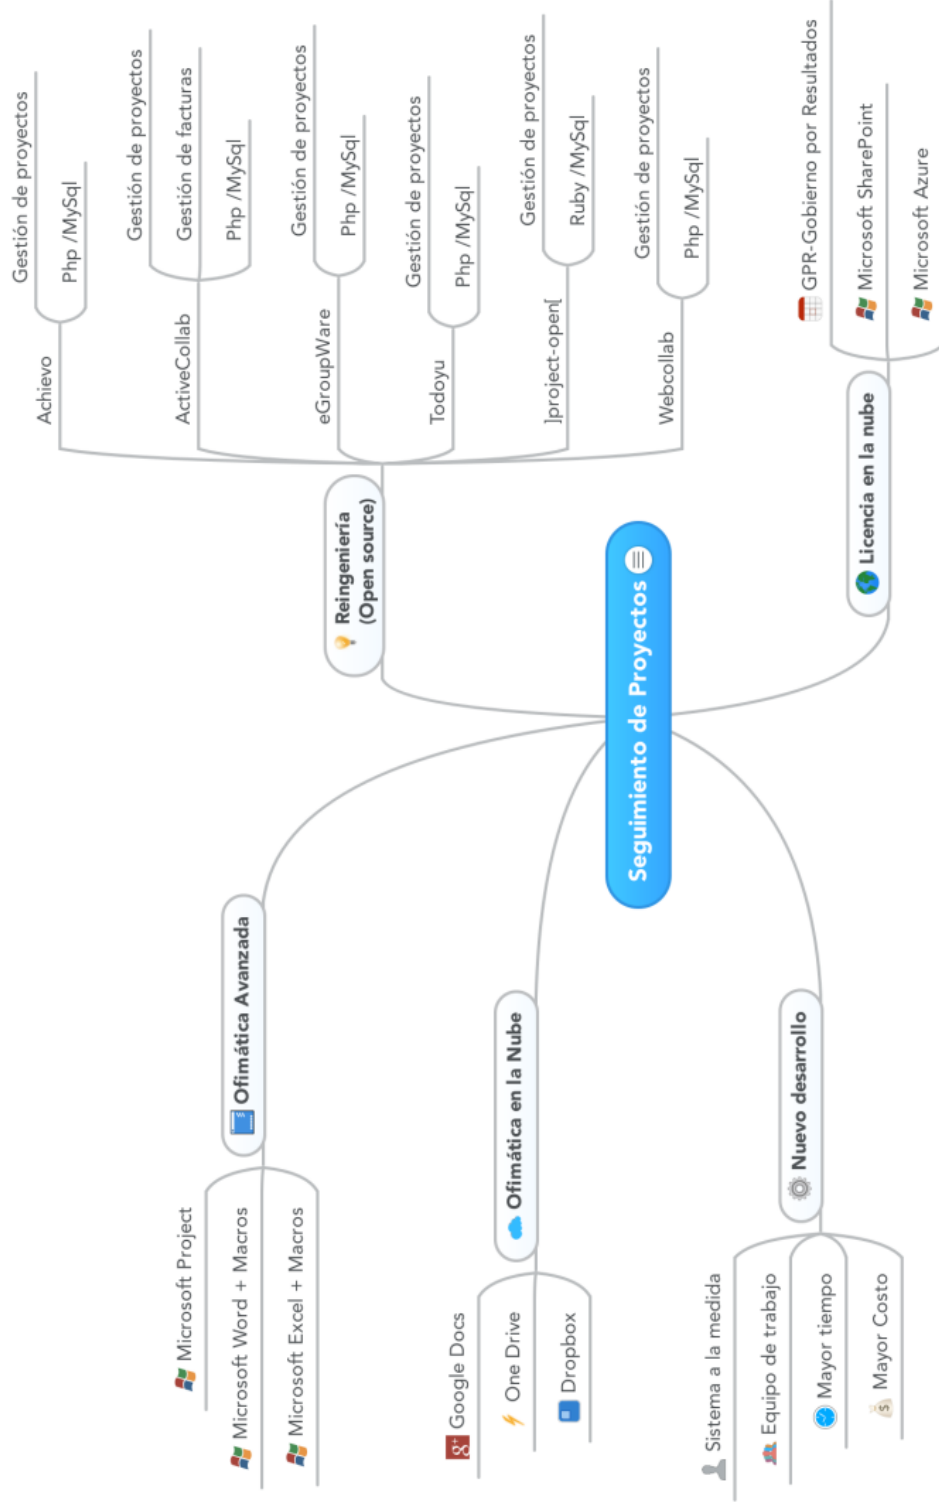 Seguimiento de Proyectos
Ofimática Avanzada
Microsoft Project
Microsoft Word + Macros
Microsoft Excel + Macros
Ofimática en la Nube
Google Docs
One Drive
Dropbox
Nuevo desarrollo
Sistema a la medida
Equipo de trabajo
Mayor tiempo
Mayor Costo
Reingeniería
(Open source)
Achievo
Gestión de proyectos
Php /MySql
ActiveCollab
Gestión de proyectos
Gestión de facturas
Php /MySql
eGroupWare
Gestión de proyectos
Php /MySql
Todoyu
Gestión de proyectos
Php /MySql
]project-open[
Gestión de proyectos
Ruby /MySql
Webcollab
Gestión de proyectos
Php /MySql
Licencia en la nube
GPR-Gobierno por Resultados
Microsoft SharePoint
Microsoft Azure